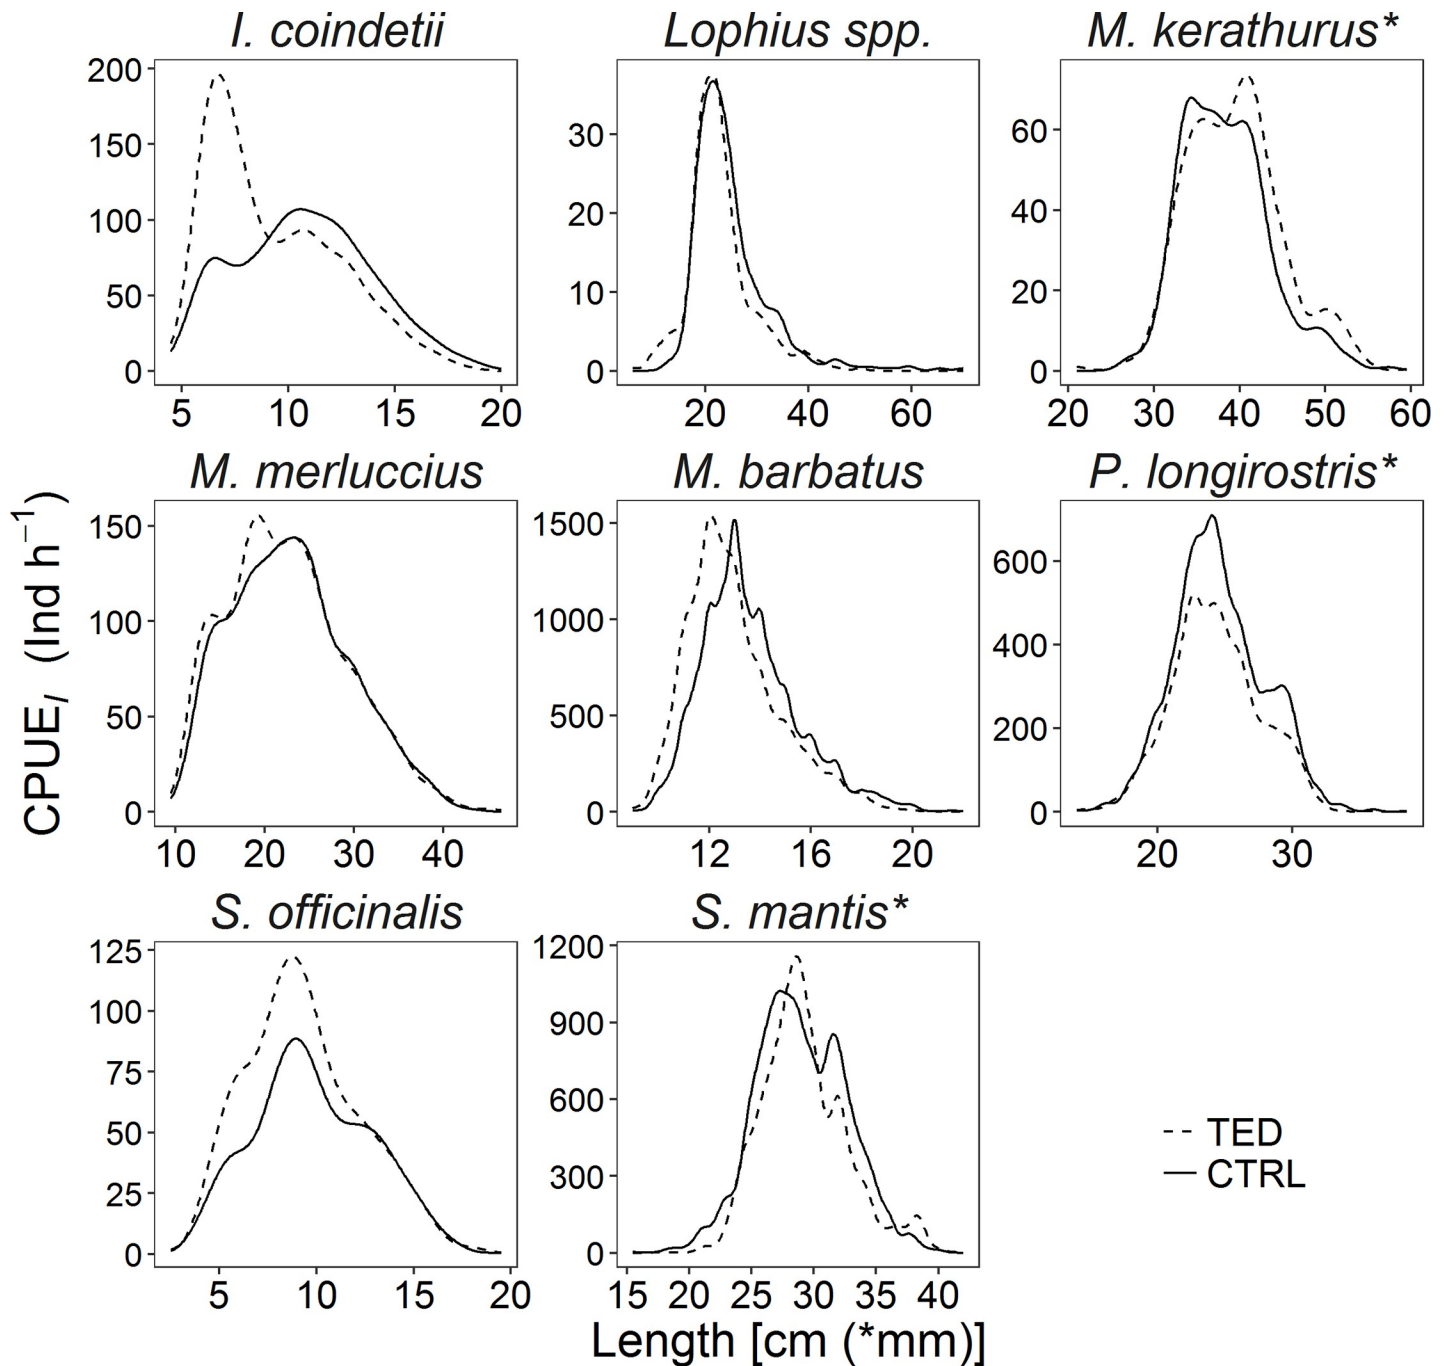 I. coindetii
Lophius spp.
M. kerathurus*
200
150
100
50
0
5 10 15 20
30
20
10
0
20 40 60
60
40
20
0
20 30 40 50 60
M. merluccius
M. barbatus
P. longirostris*
150
100
50
0
10 20 30 40
1500
1000
500
0
12 16 20
600
400
200
0
20 30
S. officinalis
S. mantis*
125
100
75
50
25
0
5 10 15 20
1200
900
600
300
0
15 20 25 30 35 40
TED
CTRL
CPUEl (Ind h−1)
Length [cm (*mm)]